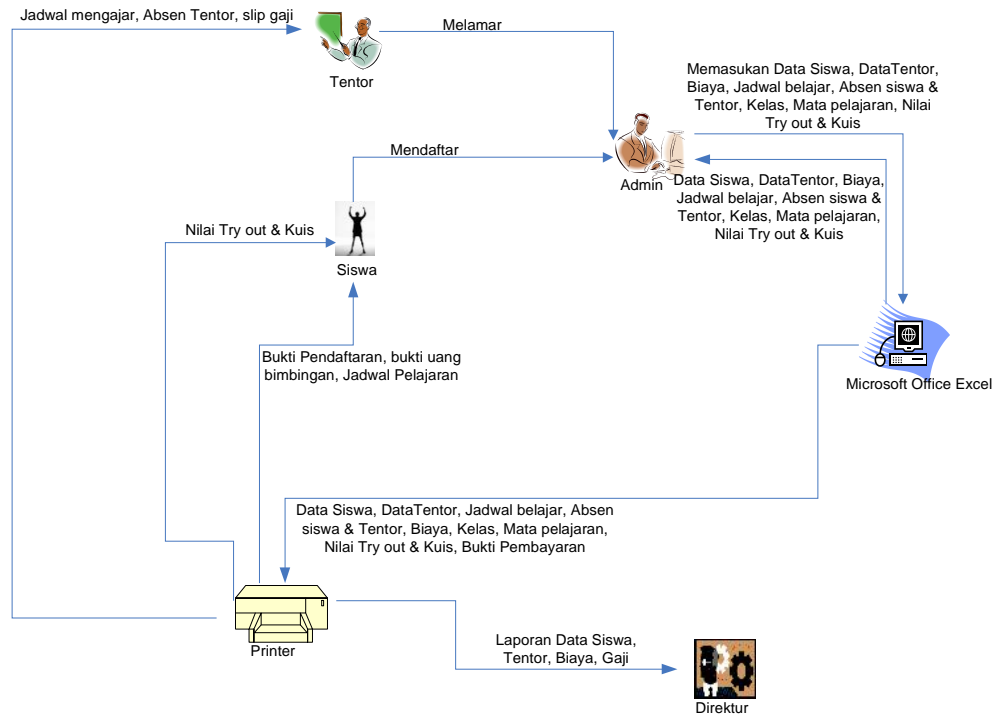 Jadwal mengajar, Absen Tentor, slip gaji
Melamar
Tentor
Memasukan Data Siswa, DataTentor,
Biaya, Jadwal belajar, Absen siswa &
Tentor, Kelas, Mata pelajaran, Nilai
Try out & Kuis
Mendaftar
Admin
Data Siswa, DataTentor, Biaya,
Jadwal belajar, Absen siswa &
Tentor, Kelas, Mata pelajaran,
Nilai Try out & Kuis
Nilai Try out & Kuis
Siswa
Bukti Pendaftaran, bukti uang
bimbingan, Jadwal Pelajaran
Microsoft Office Excel
Data Siswa, DataTentor, Jadwal belajar, Absen
siswa & Tentor, Biaya, Kelas, Mata pelajaran,
Nilai Try out & Kuis, Bukti Pembayaran
Printer
Laporan Data Siswa,
Tentor, Biaya, Gaji
Direktur